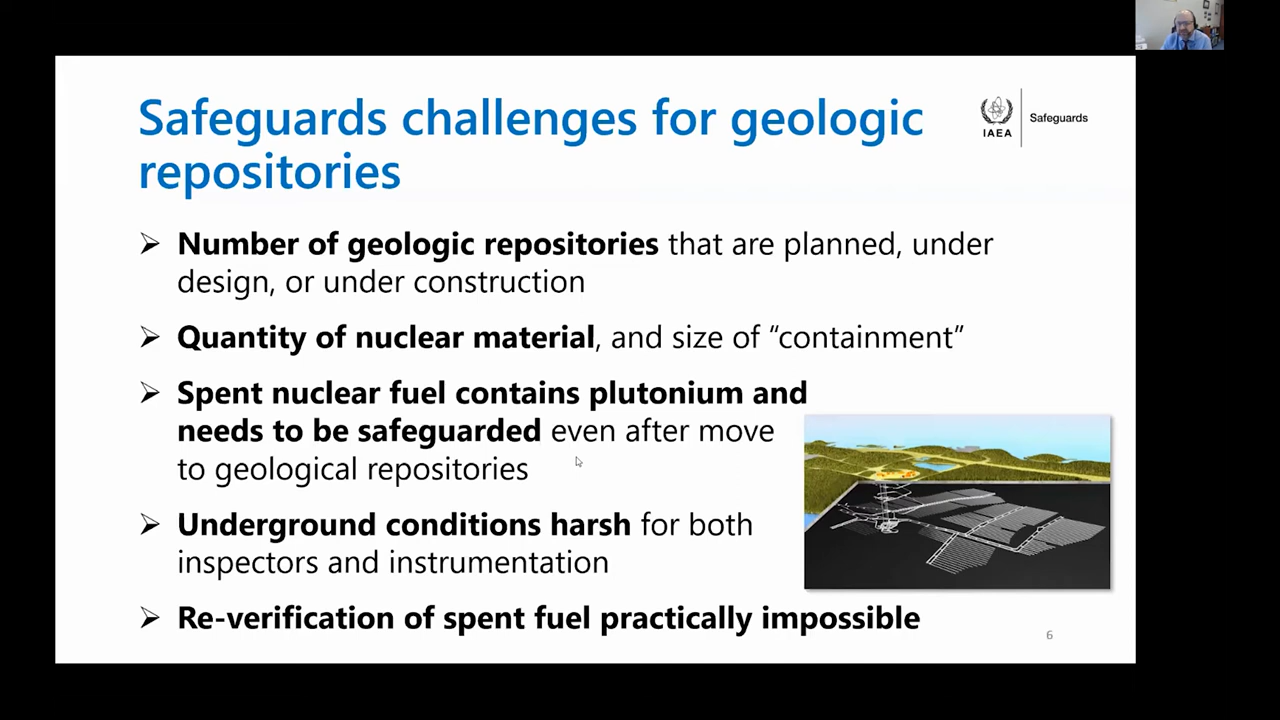 Safeguards challenges for geologic
repositories
IAEA
Safeguards
➢ Number of geologic repositories that are planned, under
design, or under construction
➢ Quantity of nuclear material, and size of “containment”
➢ Spent nuclear fuel contains plutonium and
needs to be safeguarded even after move
to geological repositories
➢ Underground conditions harsh for both
inspectors and instrumentation
➢ Re-verification of spent fuel practically impossible
6